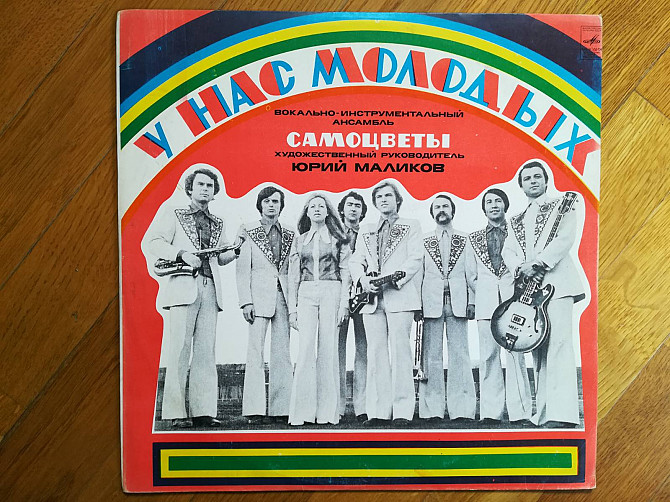 У НАС МОЛОДЫХ
ВОКАЛЬНО-ИНСТРУМЕНТАЛЬНЫЙ
АНСАМБЛЬ
САМОЦВЕТЫ
ХУДОЖЕСТВЕННЫЙ РУКОВОДИТЕЛЬ
ЮРИЙ МАЛИКОВ